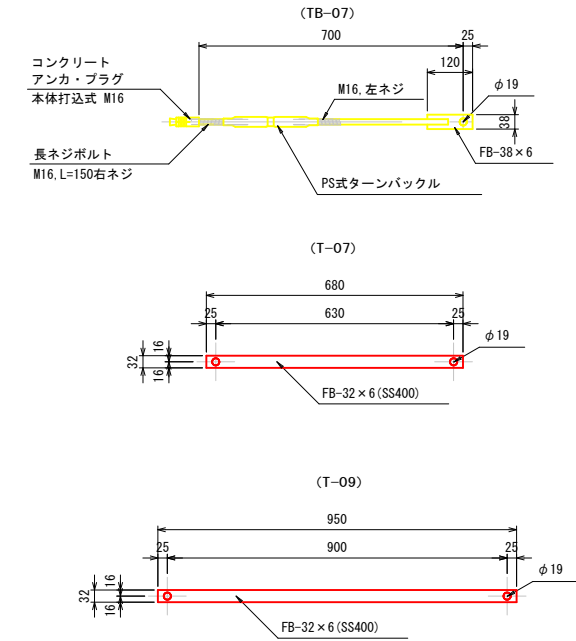 (TB-07)
700
25
120
コンクリート
アンカ・プラグ
本体打込式 M16
M16,左ネジ
φ19
38
FB-38×6
長ネジボルト
M16,L=150右ネジ
PS式ターンバックル
(T-07)
680
25
630
25
φ19
32
16
16
FB-32×6(SS400)
(T-09)
950
25
900
25
φ19
32
16
16
FB-32×6(SS400)